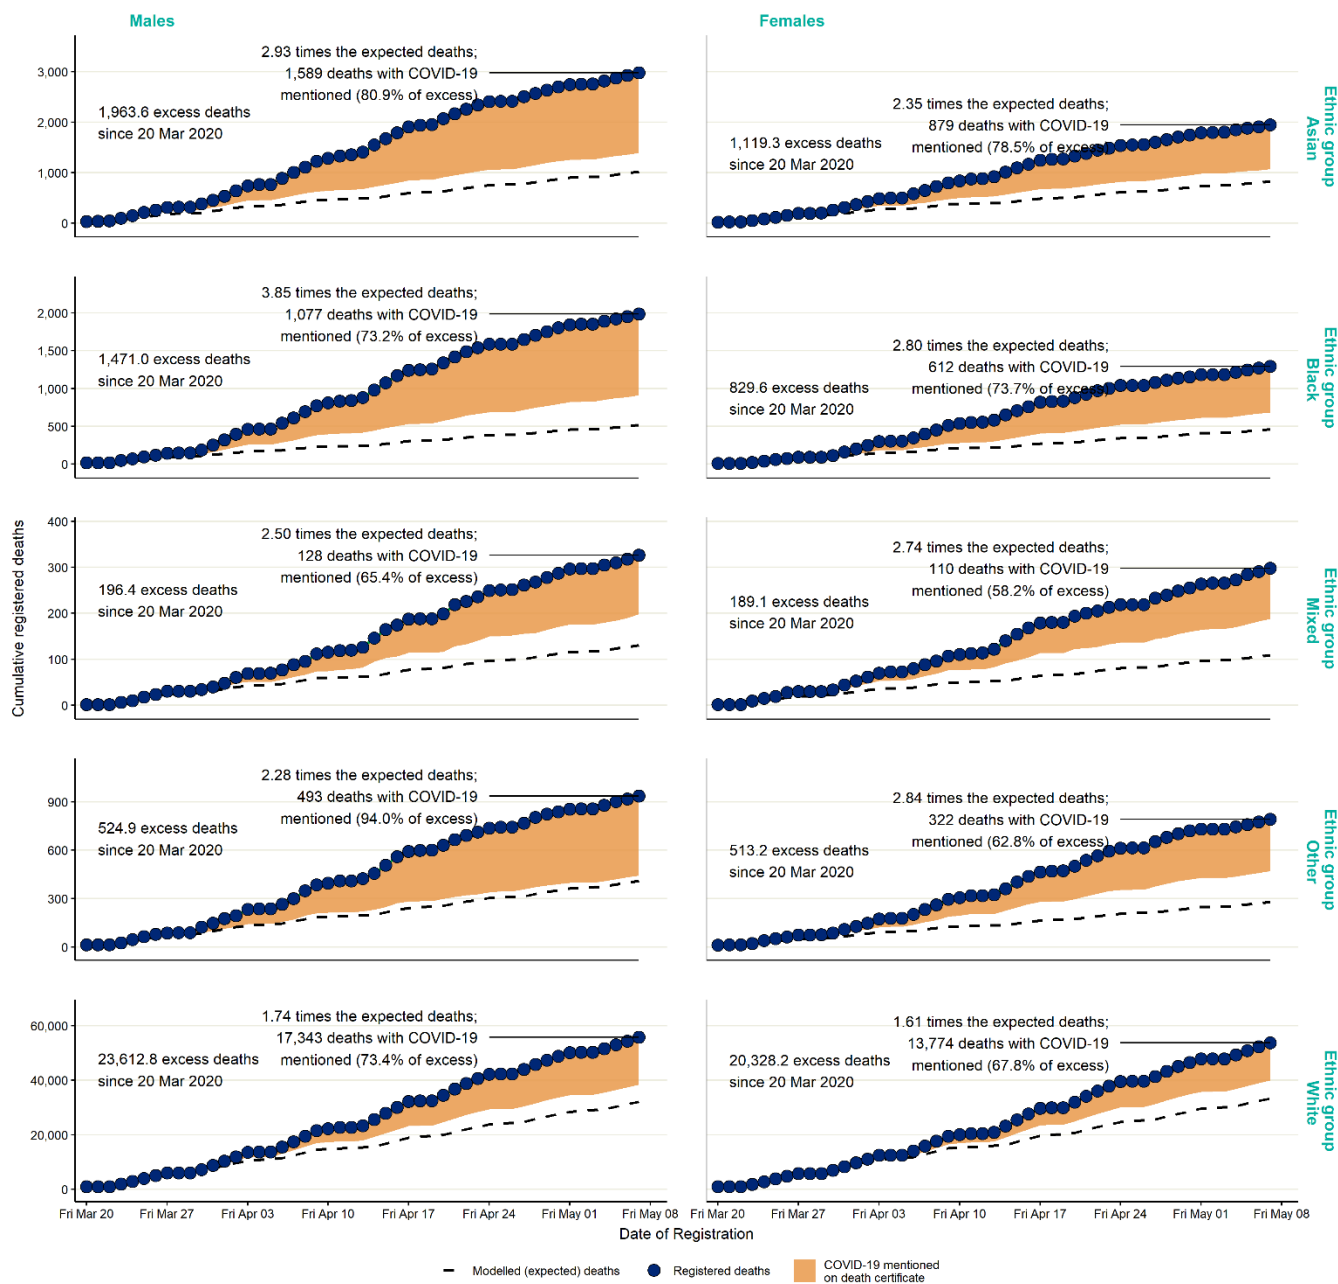 Males
Females
3,000
2,000
1,000
0
2.93 times the expected deaths;
1,589 deaths with COVID-19
mentioned (80.9% of excess)
1,963.6 excess deaths
since 20 Mar 2020
2.35 times the expected deaths;
879 deaths with COVID-19
mentioned (78.5% of excess)
1,119.3 excess deaths
since 20 Mar 2020
Ethnic group
Asian
2,000
1,500
1,000
500
0
3.85 times the expected deaths;
1,077 deaths with COVID-19
mentioned (73.2% of excess)
1,471.0 excess deaths
since 20 Mar 2020
2.80 times the expected deaths;
612 deaths with COVID-19
mentioned (73.7% of excess)
829.6 excess deaths
since 20 Mar 2020
Ethnic group
Black
Cumulative registered deaths
400
300
200
100
0
2.50 times the expected deaths;
128 deaths with COVID-19
mentioned (65.4% of excess)
196.4 excess deaths
since 20 Mar 2020
2.74 times the expected deaths;
110 deaths with COVID-19
mentioned (58.2% of excess)
189.1 excess deaths
since 20 Mar 2020
Ethnic group
Mixed
900
600
300
0
2.28 times the expected deaths;
493 deaths with COVID-19
mentioned (94.0% of excess)
524.9 excess deaths
since 20 Mar 2020
2.84 times the expected deaths;
322 deaths with COVID-19
mentioned (62.8% of excess)
513.2 excess deaths
since 20 Mar 2020
Ethnic group
Other
60,000
40,000
20,000
0
1.74 times the expected deaths;
17,343 deaths with COVID-19
mentioned (73.4% of excess)
23,612.8 excess deaths
since 20 Mar 2020
1.61 times the expected deaths;
13,774 deaths with COVID-19
mentioned (67.8% of excess)
20,328.2 excess deaths
since 20 Mar 2020
Ethnic group
White
Fri Mar 20 Fri Mar 27 Fri Apr 03 Fri Apr 10 Fri Apr 17 Fri Apr 24 Fri May 01 Fri May 08
Fri Mar 20 Fri Mar 27 Fri Apr 03 Fri Apr 10 Fri Apr 17 Fri Apr 24 Fri May 01 Fri May 08
Date of Registration
Modelled (expected) deaths
Registered deaths
COVID-19 mentioned
on death certificate